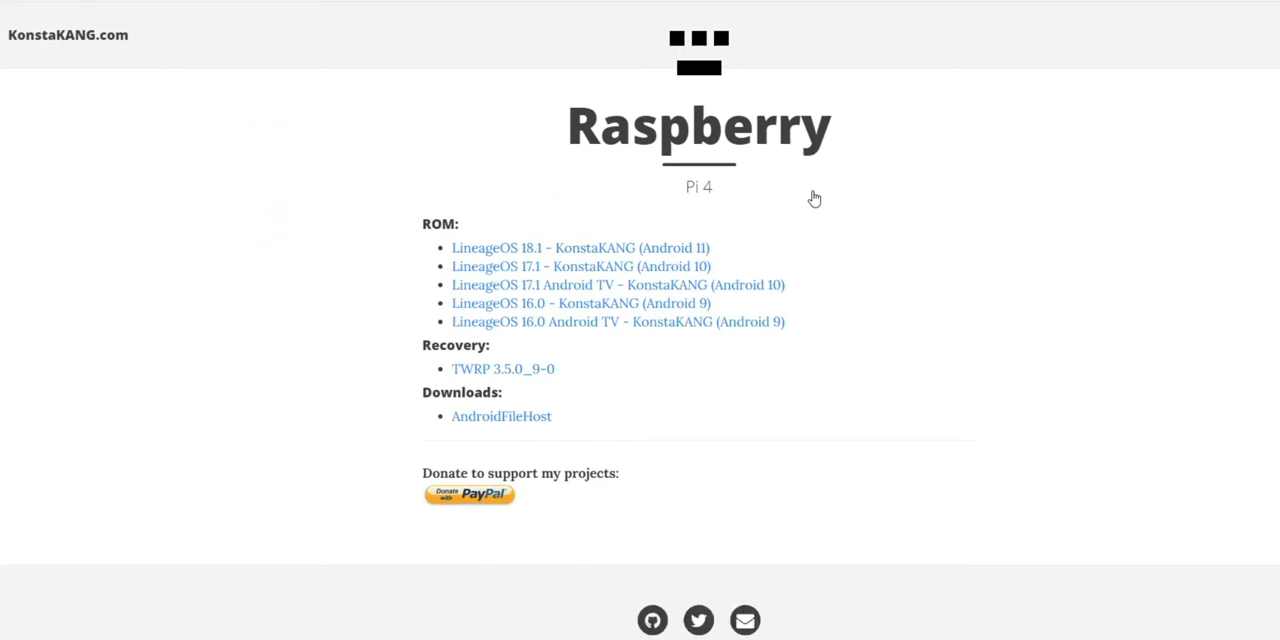 KonstaKANG.com
Raspberry
Pi 4
ROM:
LineageOS 18.1 - KonstaKANG (Android 11)
LineageOS 17.1 - KonstaKANG (Android 10)
LineageOS 17.1 Android TV - KonstaKANG (Android 10)
LineageOS 16.0 - KonstaKANG (Android 9)
LineageOS 16.0 Android TV - KonstaKANG (Android 9)
Recovery:
TWRP 3.5.0_9-0
Downloads:
AndroidFileHost
Donate to support my projects:
Donate with PayPal